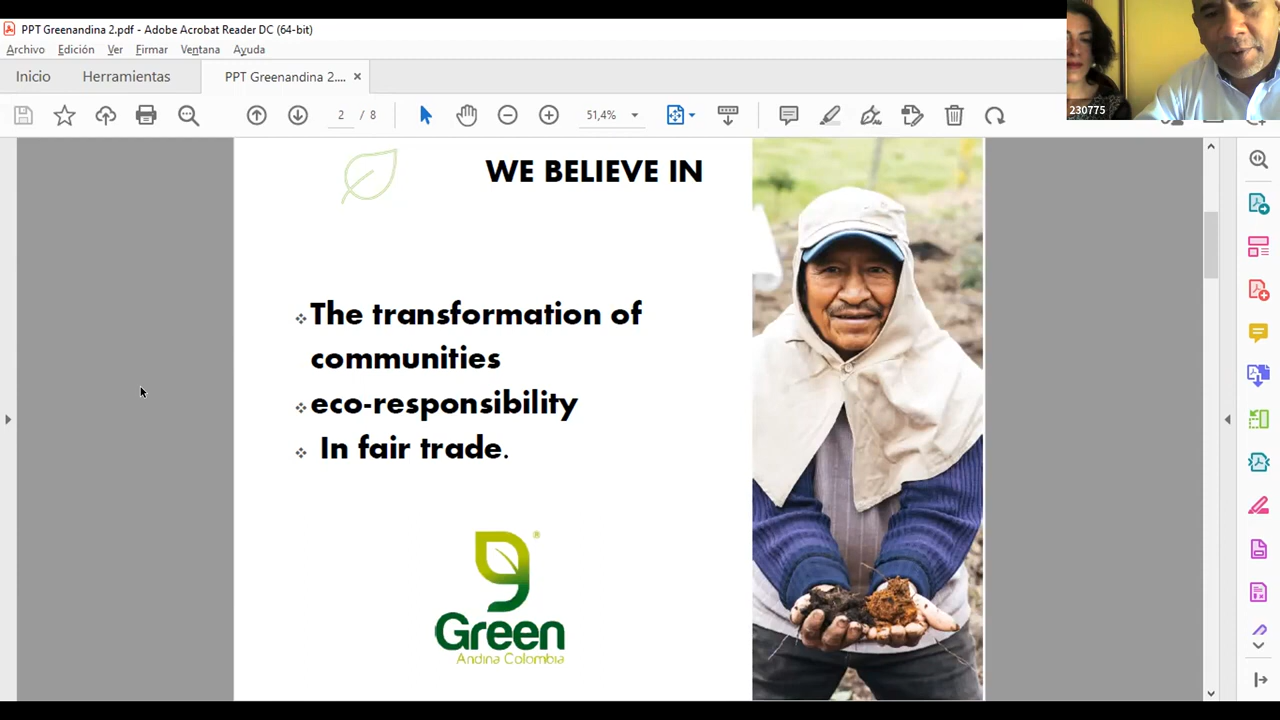 PPT Greenandina 2.pdf - Adobe Acrobat Reader DC (64-bit)
Archivo Edición Ver Firmar Ventana Ayuda
Inicio Herramientas PPT Greenandina 2.... ×
2 / 8 51,4%
230775
WE BELIEVE IN
The transformation of
communities
eco-responsibility
In fair trade.
g®
Green
Andina Colombia